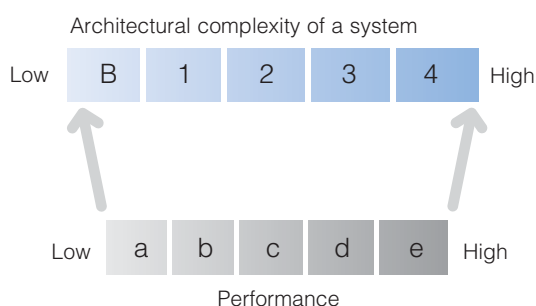 Architectural complexity of a system
Low B 1 2 3 4 High
Low a b c d e High
Performance